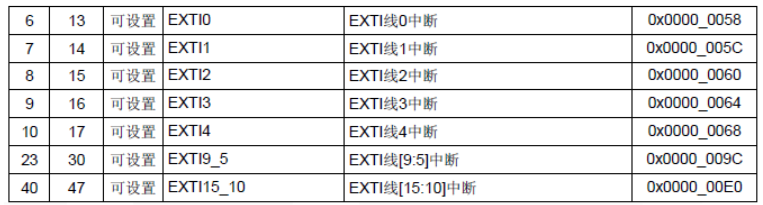 6 13 可设置 EXTI0 EXTI线0中断 0x0000_0058
7 14 可设置 EXTI1 EXTI线1中断 0x0000_005C
8 15 可设置 EXTI2 EXTI线2中断 0x0000_0060
9 16 可设置 EXTI3 EXTI线3中断 0x0000_0064
10 17 可设置 EXTI4 EXTI线4中断 0x0000_0068
23 30 可设置 EXTI9_5 EXTI线[9:5]中断 0x0000_009C
40 47 可设置 EXTI15_10 EXTI线[15:10]中断 0x0000_00E0